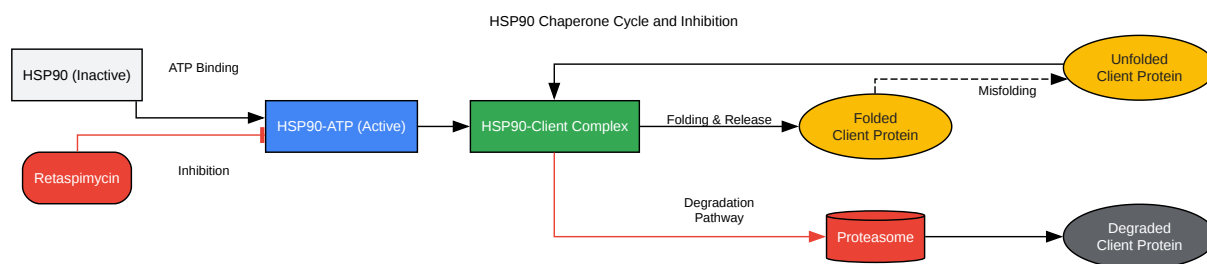 HSP90 Chaperone Cycle and Inhibition
HSP90 (Inactive)
ATP Binding
Unfolded
Client Protein
Misfolding
HSP90-ATP (Active)
HSP90-Client Complex
Folding & Release
Folded
Client Protein
Retaspimycin
Inhibition
Degradation
Pathway
Proteasome
Degraded
Client Protein